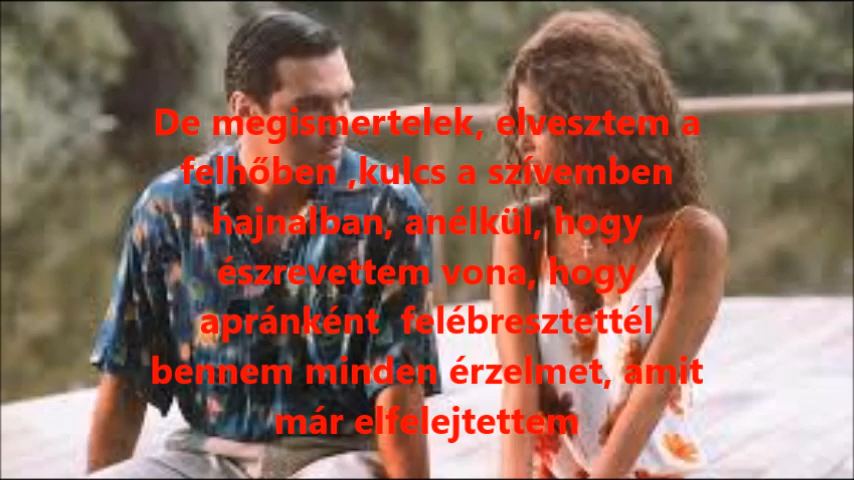 De megismertelek, elvesztem a
felhőben ,kulcs a szívemben
hajnalban, anélkül, hogy
észrevettem vona, hogy
apránként  felébresztettél
bennem minden érzelmet, amit
már elfelejtettem